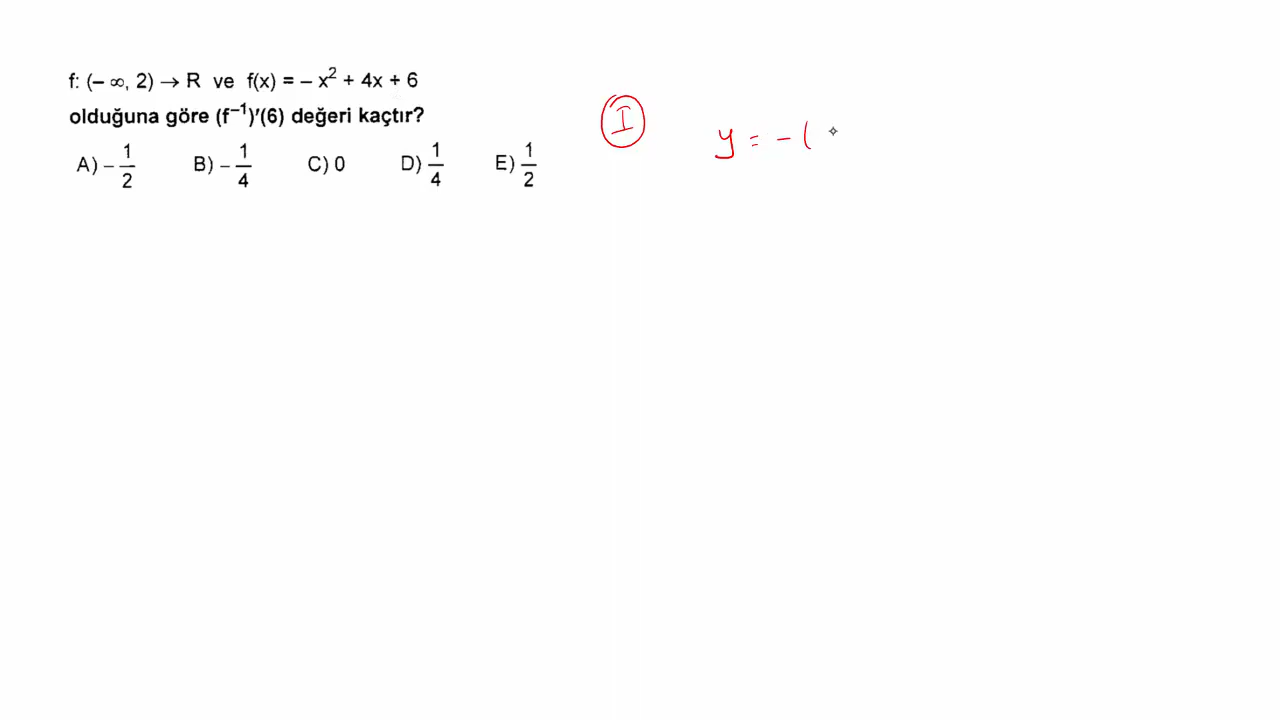 f: (– ∞, 2) → R ve f(x) = – x² + 4x + 6
olduğuna göre (f⁻¹)′(6) değeri kaçtır?
A) – 1/2 B) – 1/4 C) 0 D) 1/4 E) 1/2
I
y = – (